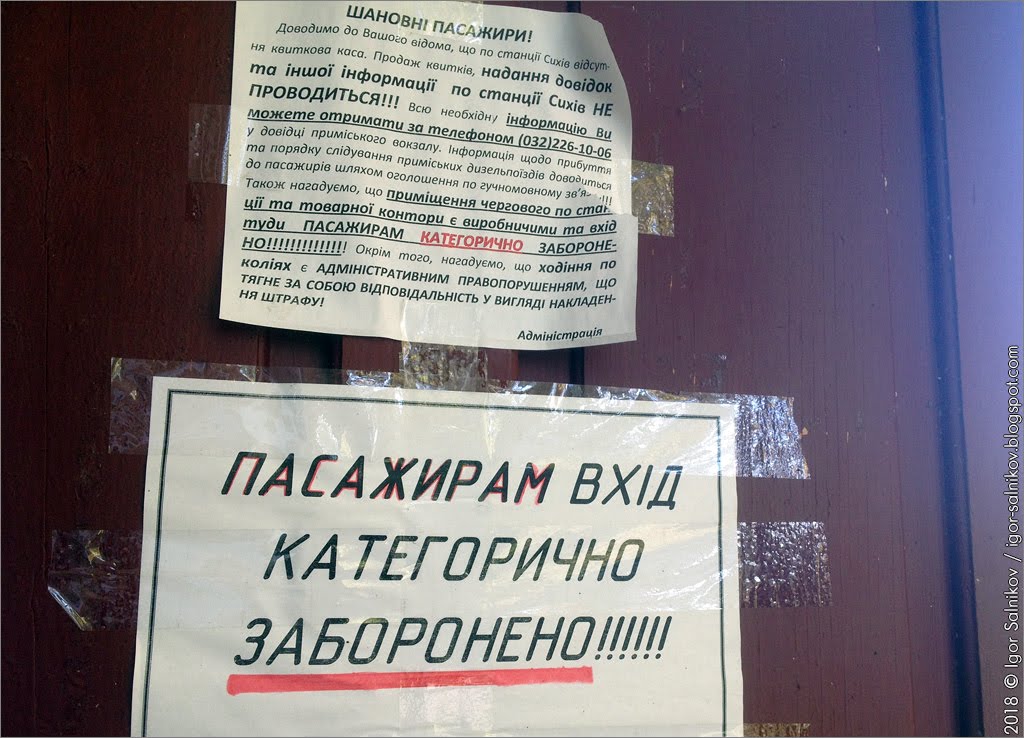 ШАНОВНІ ПАСАЖИРИ!
Доводимо до Вашого відома, що по станції Сихів відсут-
ня квиткова каса. Продаж квитків, надання довідок
та іншої інформації по станції Сихів НЕ
ПРОВОДИТЬСЯ!!! Всю необхідну інформацію Ви
можете отримати за телефоном (032)226-10-06
у довідці приміського вокзалу. Інформація щодо прибуття
та порядку слідування приміських дизельпоїздів доводиться
до пасажирів шляхом оголошення по гучномовному
Також нагадуємо, що приміщення чергового по стан-
ції та товарної контори є виробничими та вхід
туди ПАСАЖИРАМ КАТЕГОРИЧНО ЗАБОРОНЕ-
НО!!!!!!!!!!!!!! Окрім того, нагадуємо, що ходіння по
коліях є АДМІНІСТРАТИВНИМ ПРАВОПОРУШЕННЯМ, ЩО
ТЯГНЕ ЗА СОБОЮ ВІДПОВІДАЛЬНІСТЬ У ВИГЛЯДІ НАКЛАДЕН-
НЯ ШТРАФУ!
Адміністрація
ПАСАЖИРАМ ВХІД
КАТЕГОРИЧНО
ЗАБОРОНЕНО!!!!!!
2018 © Igor Salnikov / igor-salnikov.blogspot.com